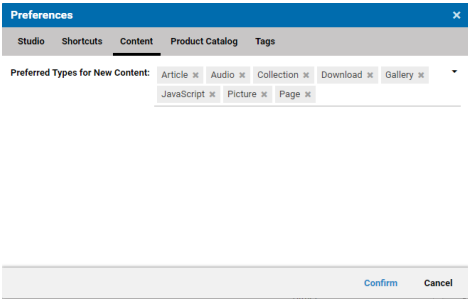 Preferences ×
Studio Shortcuts Content Product Catalog Tags
Preferred Types for New Content: Article × Audio × Collection × Download × Gallery ×
JavaScript × Picture × Page ×
Confirm Cancel